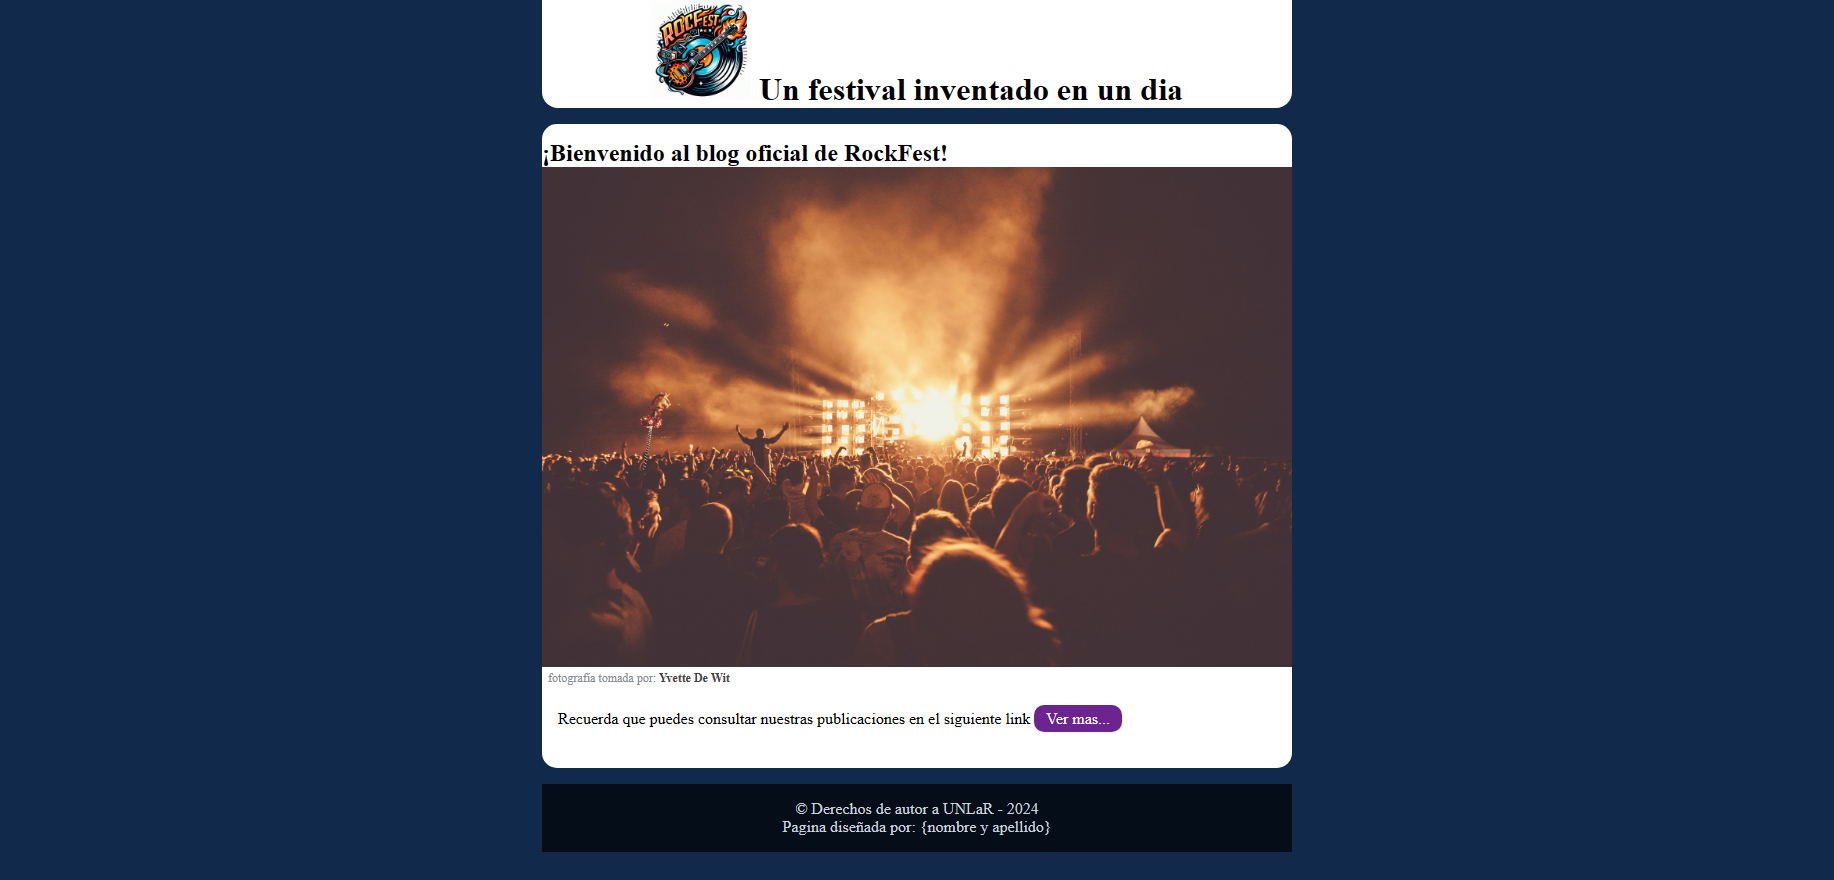 ROCFEST
Un festival inventado en un dia
¡Bienvenido al blog oficial de RockFest!
fotografía tomada por: Yvette De Wit
Recuerda que puedes consultar nuestras publicaciones en el siguiente link Ver mas...
© Derechos de autor a UNLaR - 2024
Pagina diseñada por: {nombre y apellido}